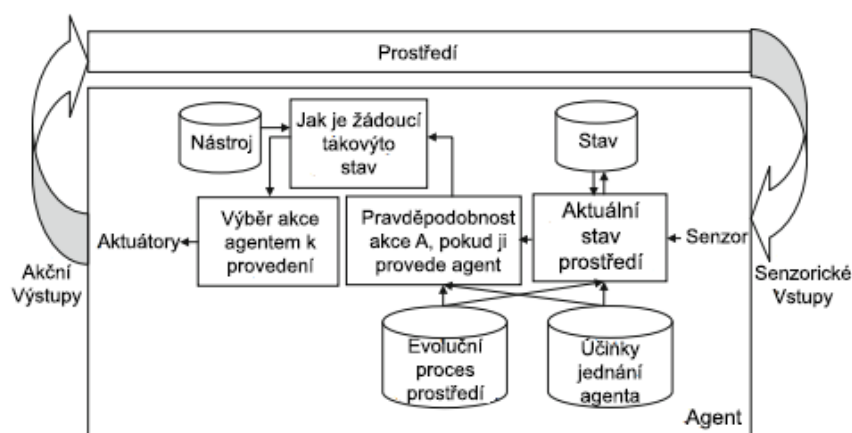 Prostředí
Nástroj
Jak je žádoucí
takovýto
stav
Stav
Aktuátory
Výběr akce
agentem k
provedení
Pravděpodobnost
akce A, pokud ji
provede agent
Aktuální
stav
prostředí
Senzor
Akční
Výstupy
Senzorické
Vstupy
Evoluční
proces
prostředí
Účinky
jednání
agenta
Agent